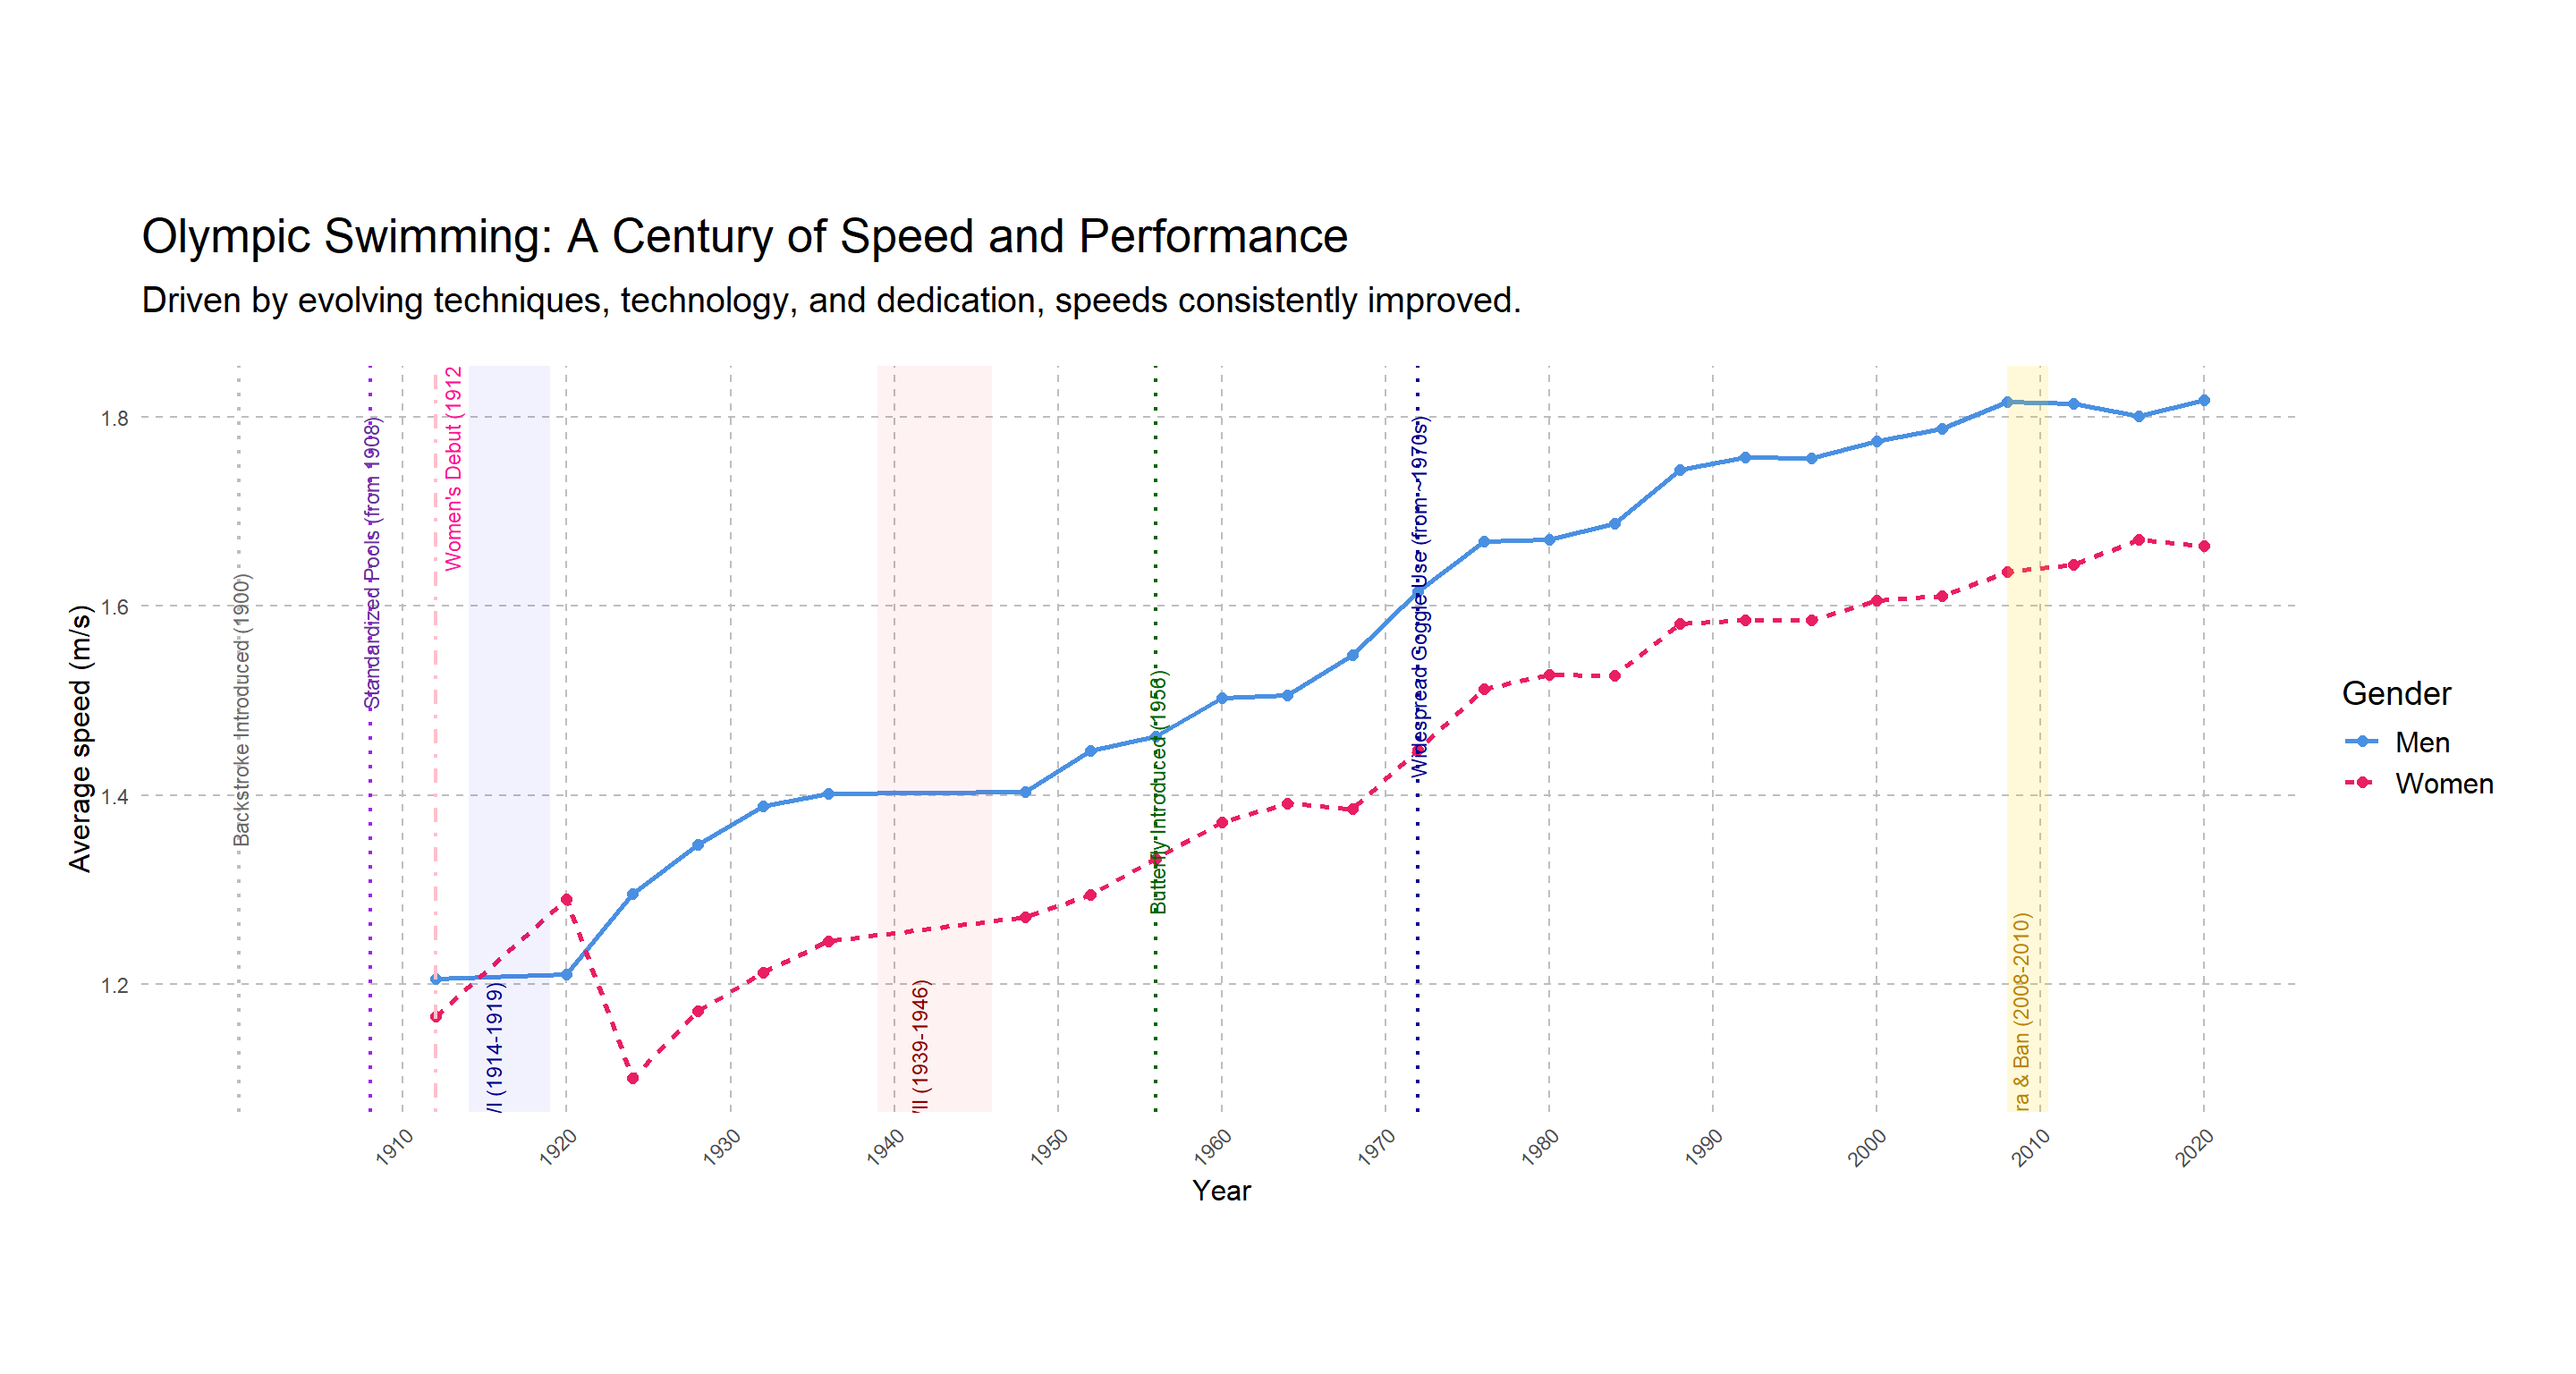 Olympic Swimming: A Century of Speed and Performance
Driven by evolving techniques, technology, and dedication, speeds consistently improved.
Average speed (m/s)
1.8
1.6
1.4
1.2
Backstroke Introduced (1900)
Standardized Pools (from 1908)
Women's Debut (1912
(1914-1919)
(1939-1946)
Butterfly Introduced (1956)
Widespread Goggle Use (from ~1970s)
ra & Ban (2008-2010)
1910
1920
1930
1940
1950
1960
1970
1980
1990
2000
2010
2020
Year
Gender
Men
Women